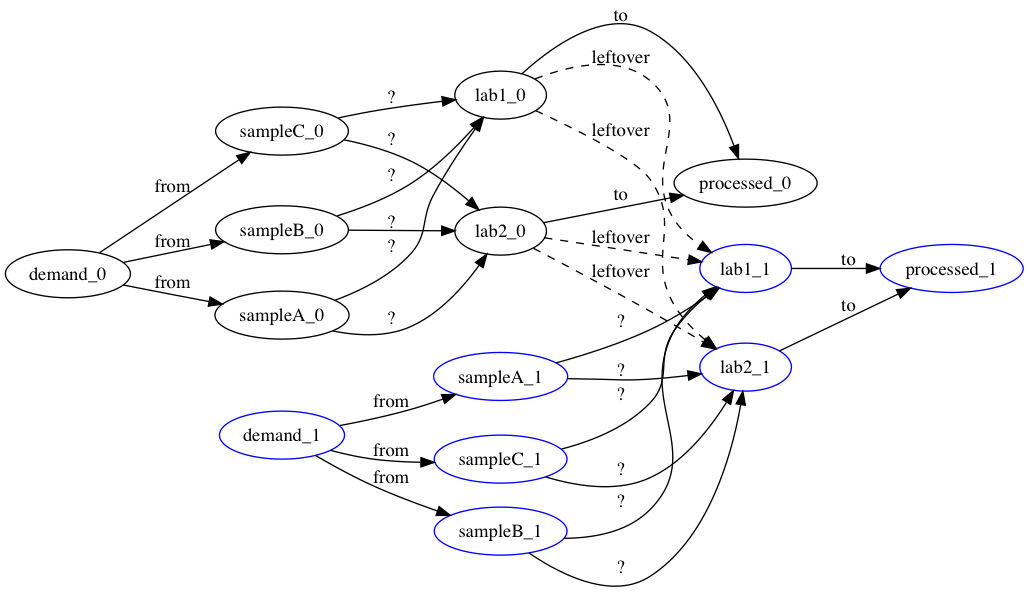 to
leftover
lab1_0
?
sampleC_0
leftover
?
?
from
processed_0
to
?
sampleB_0
lab2_0
from
?
leftover
demand_0
lab1_1
to
processed_1
leftover
from
sampleA_0
?
?
to
lab2_1
?
sampleA_1
?
from
demand_1
from
sampleC_1
?
from
?
sampleB_1
?